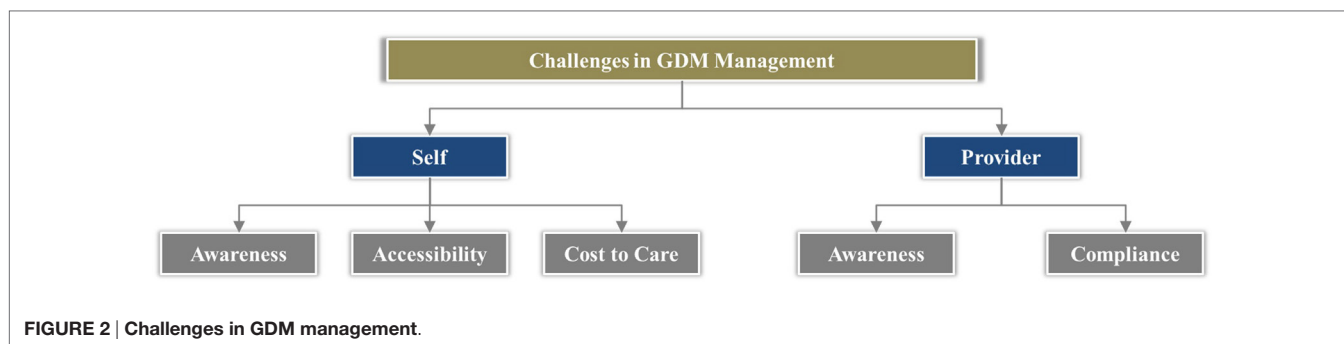 Challenges in GDM Management
Self
Provider
Awareness
Accessibility
Cost to Care
Awareness
Compliance
FIGURE 2 | Challenges in GDM management.